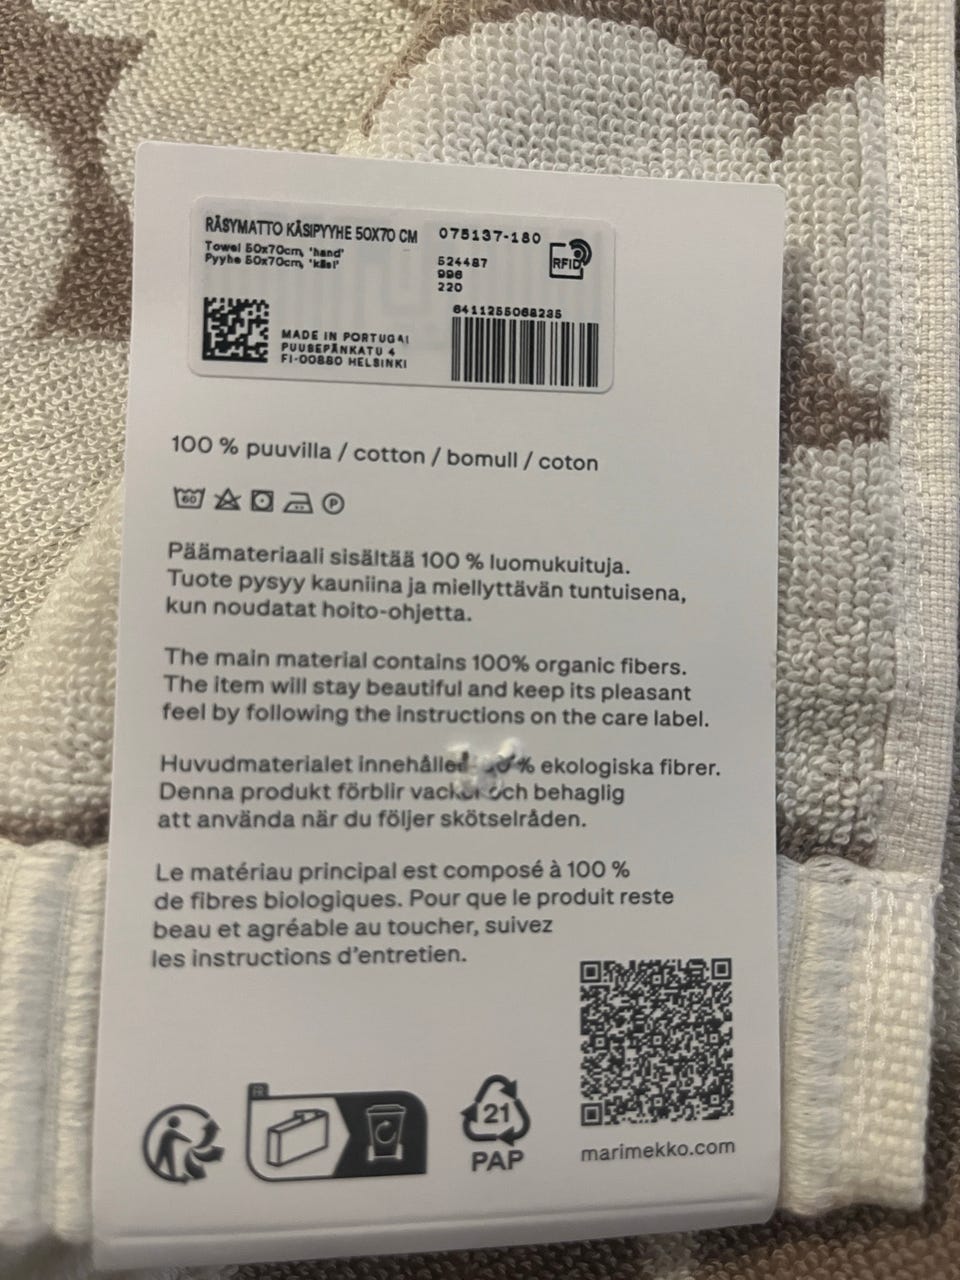 RÄSYMATTO KÄSIPYYHE 50X70 CM
Towel 50x70cm, 'hand'
Pyyhe 50x70cm, 'käsi'
075137-180
524487
996
220
RFID
6411255068235
MADE IN PORTUGAL
PUUSEPÄNKATU 4
FI-00880 HELSINKI
100 % puuvilla / cotton / bomull / coton
60
P
Päämateriaali sisältää 100 % luomukuituja.
Tuote pysyy kauniina ja miellyttävän tuntuisena,
kun noudatat hoito-ohjetta.
The main material contains 100% organic fibers.
The item will stay beautiful and keep its pleasant
feel by following the instructions on the care label.
Huvudmaterialet innehåller % ekologiska fibrer.
Denna produkt förblir vacker och behaglig
att använda när du följer skötselråden.
Le matériau principal est composé à 100 %
de fibres biologiques. Pour que le produit reste
beau et agréable au toucher, suivez
les instructions d'entretien.
FR
21
PAP
marimekko.com